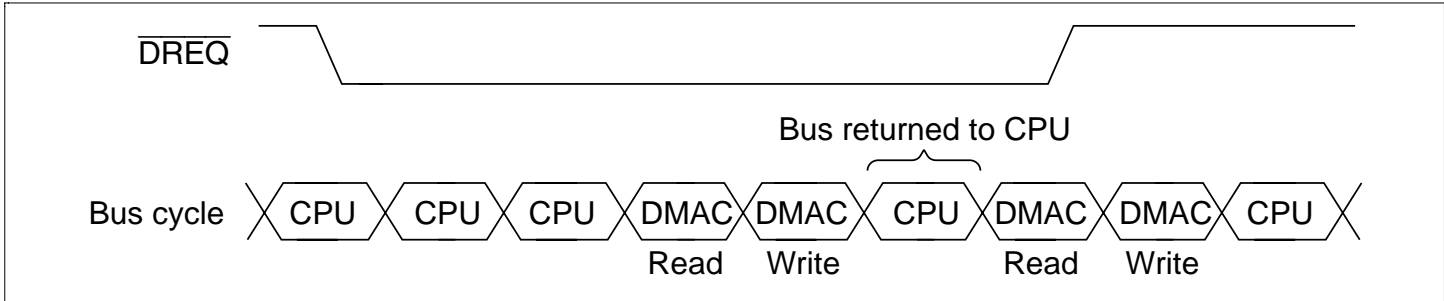 DREQ
Bus returned to CPU
Bus cycle CPU CPU CPU DMAC DMAC CPU DMAC DMAC CPU
Read Write Read Write